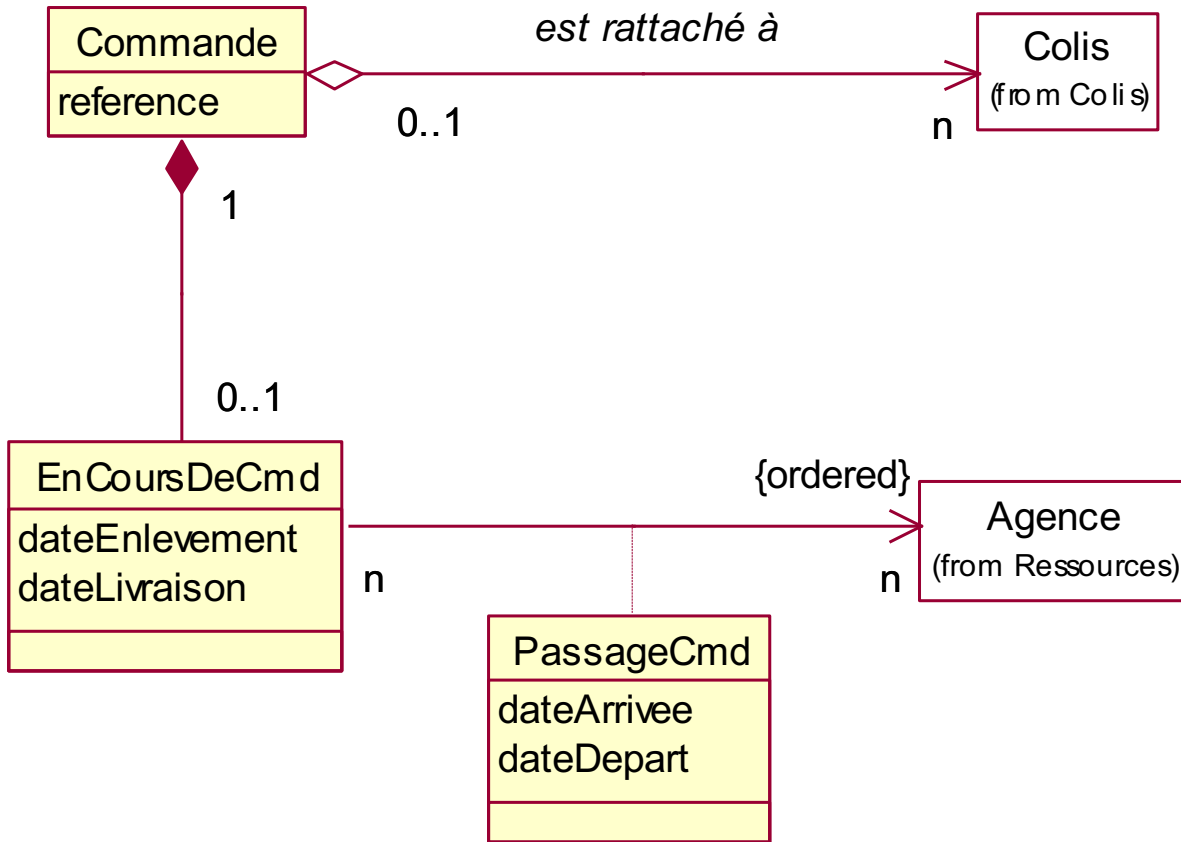 Commande
reference
est rattaché à
0..1
n
Colis
(from Colis)
1
0..1
EnCoursDeCmd
dateEnlevement
dateLivraison
n
{ordered}
n
Agence
(from Ressources)
PassageCmd
dateArrivee
dateDepart